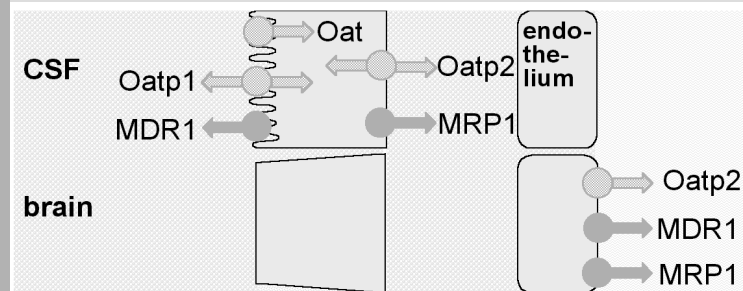 Oat
endo-
the-
lium
CSF
Oatp1
Oatp2
MDR1
MRP1
brain
Oatp2
MDR1
MRP1